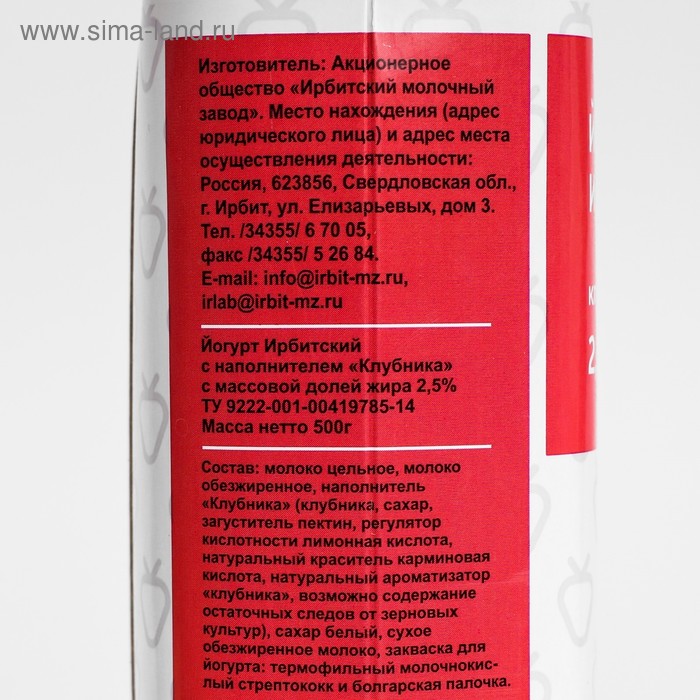 © www.sima-land.ru
Изготовитель: Акционерное
общество «Ирбитский молочный
завод». Место нахождения (адрес
юридического лица) и адрес места
осуществления деятельности:
Россия, 623856, Свердловская обл.,
г. Ирбит, ул. Елизарьевых, дом 3.
Тел. /34355/ 6 70 05,
факс /34355/ 5 26 84.
E-mail: info@irbit-mz.ru,
irlab@irbit-mz.ru
Йогурт Ирбитский
с наполнителем «Клубника»
с массовой долей жира 2,5%
ТУ 9222-001-00419785-14
Масса нетто 500г
Состав: молоко цельное, молоко
обезжиренное, наполнитель
«Клубника» (клубника, сахар,
загуститель пектин, регулятор
кислотности лимонная кислота,
натуральный краситель карминовая
кислота, натуральный ароматизатор
«клубника», возможно содержание
остаточных следов от зерновых
культур), сахар белый, сухое
обезжиренное молоко, закваска для
йогурта: термофильный молочнокис-
лый стрептококк и болгарская палочка.